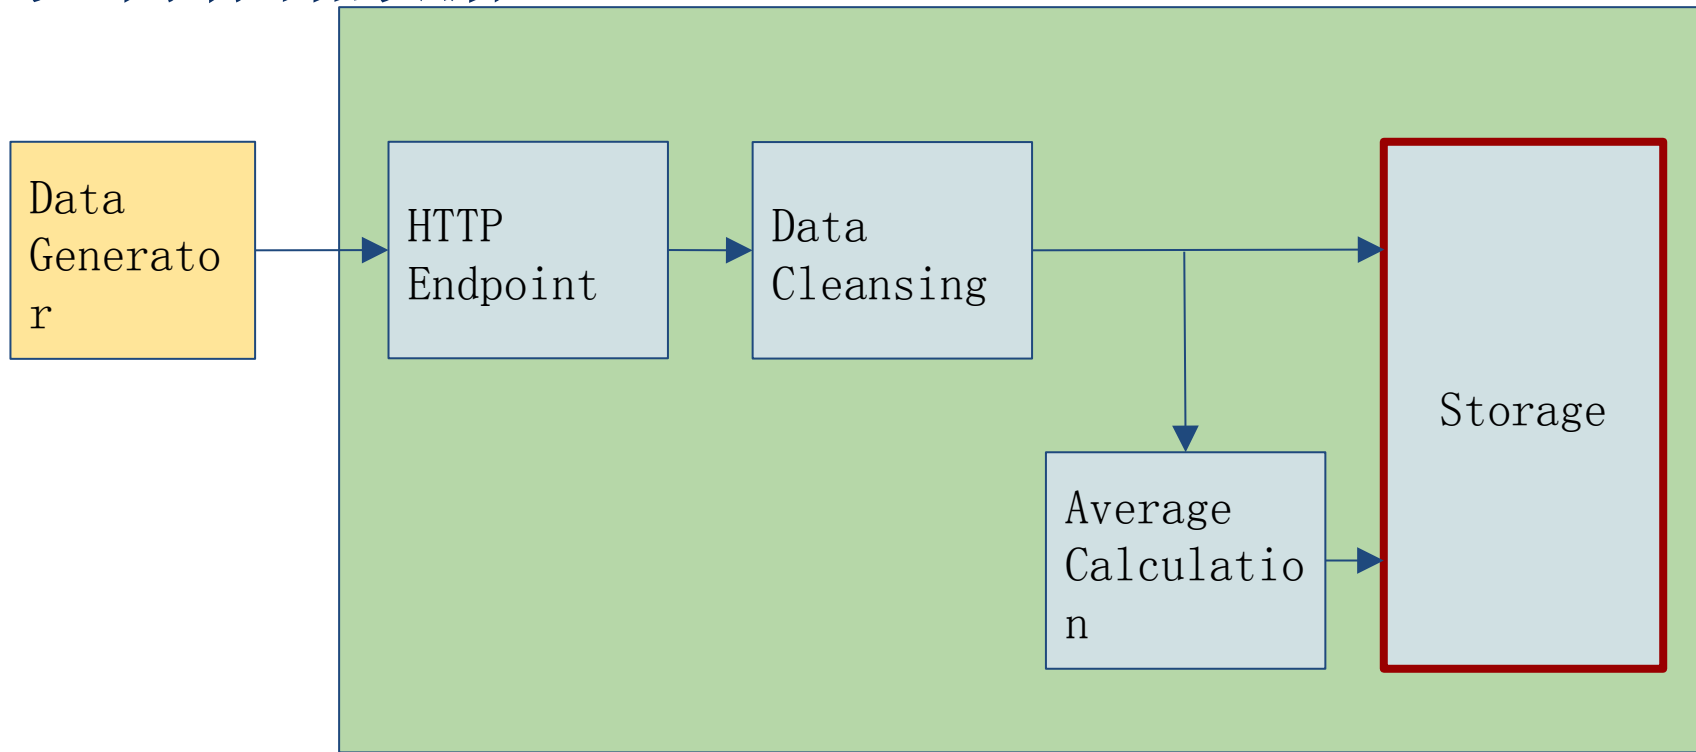 Data
Generato
r
HTTP
Endpoint
Data
Cleansing
Storage
Average
Calculatio
n